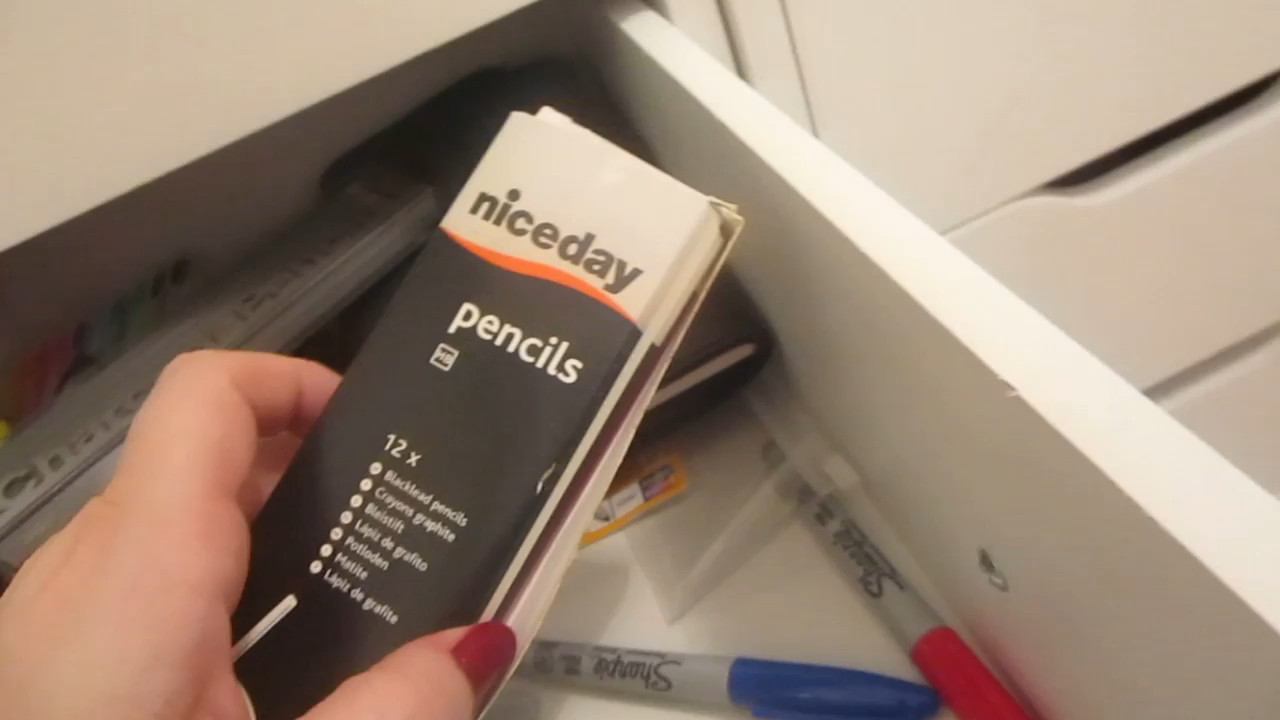 niceday
pencils
HB
12 x
Blacklead pencils
Crayons graphite
Bleistift
Lápiz de grafito
Potloden
Matite
Lápiz de grafite
Sharpie
Sharpie